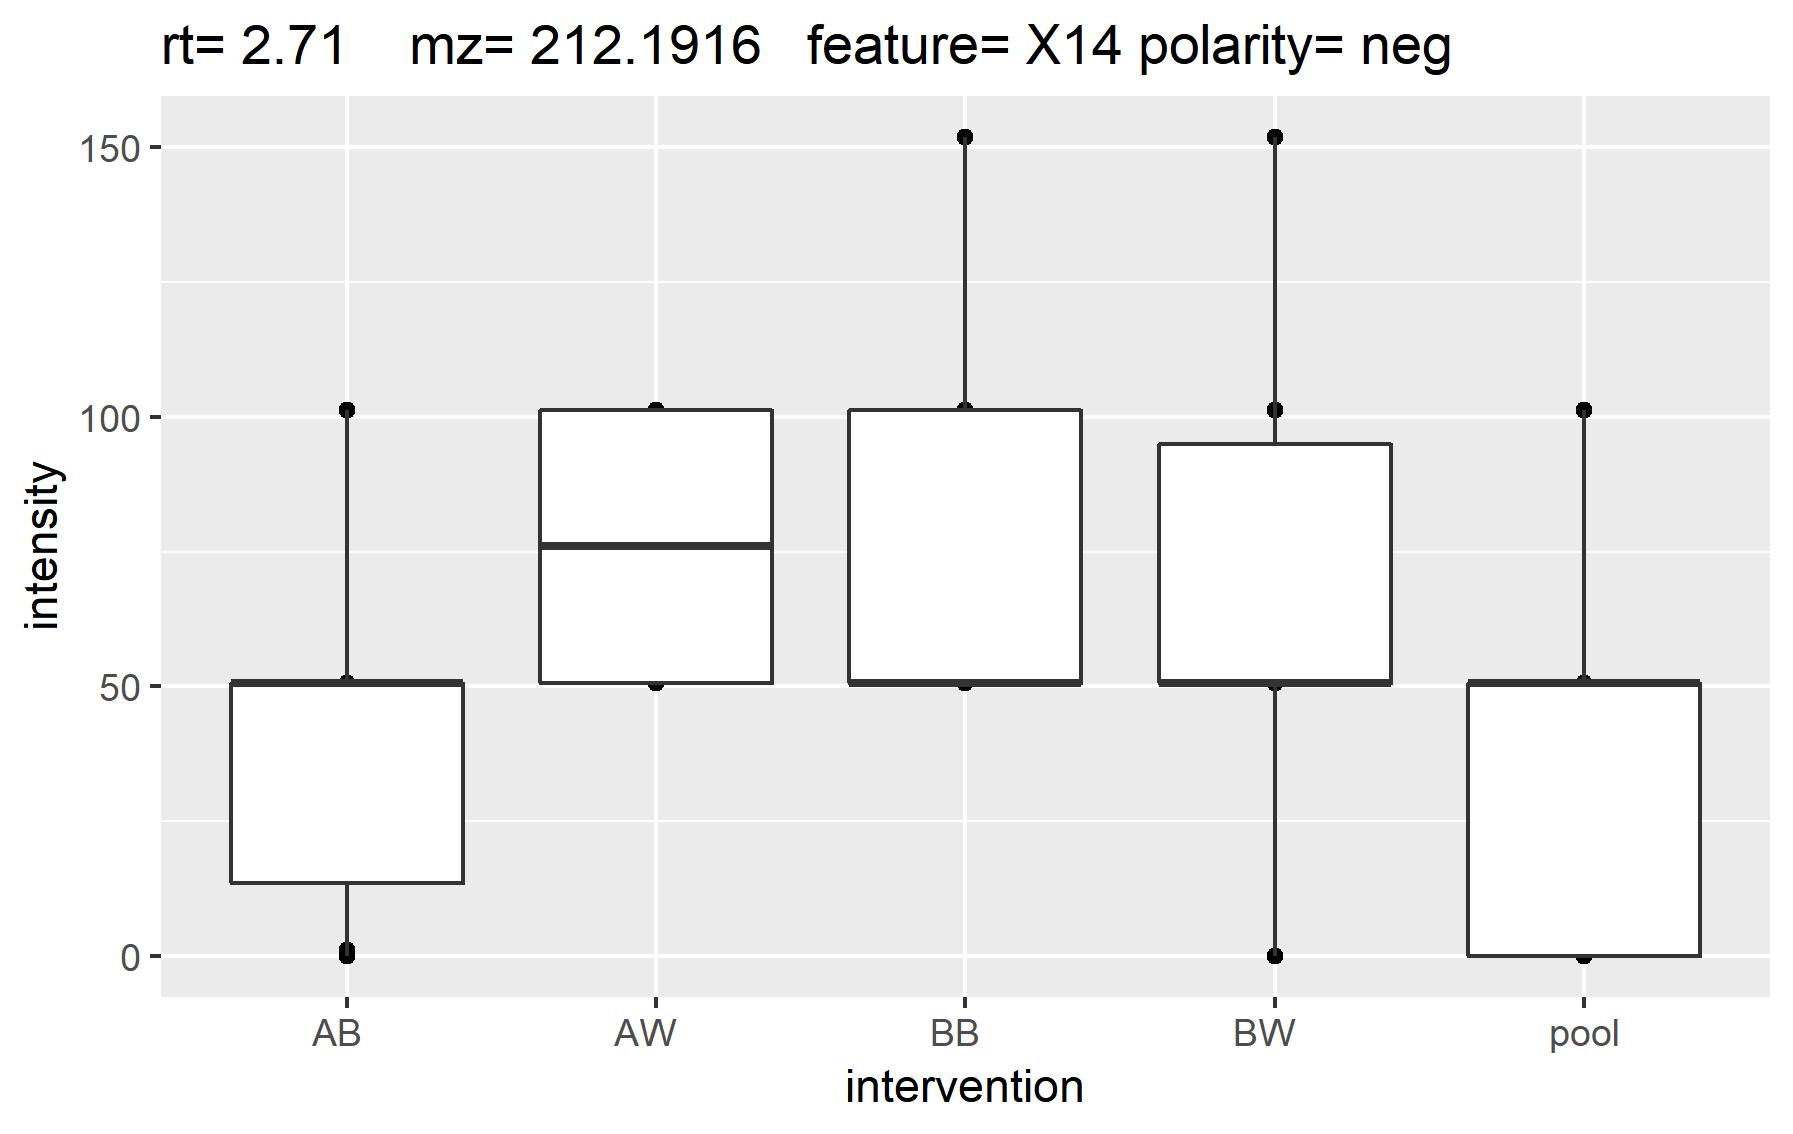 rt= 2.71 mz= 212.1916 feature= X14 polarity= neg
intensity
150
100
50
0
AB AW BB BW pool
intervention